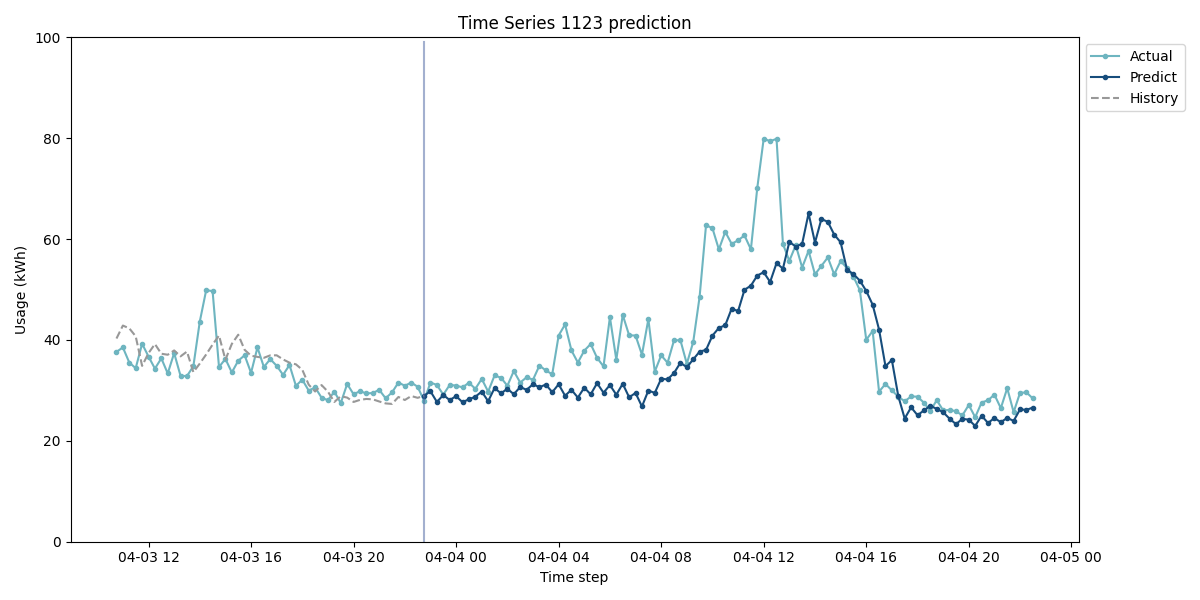 Time Series 1123 prediction
100
80
60
40
20
0
Usage (kWh)
04-03 12
04-03 16
04-03 20
04-04 00
04-04 04
04-04 08
04-04 12
04-04 16
04-04 20
04-05 00
Time step
Actual
Predict
History